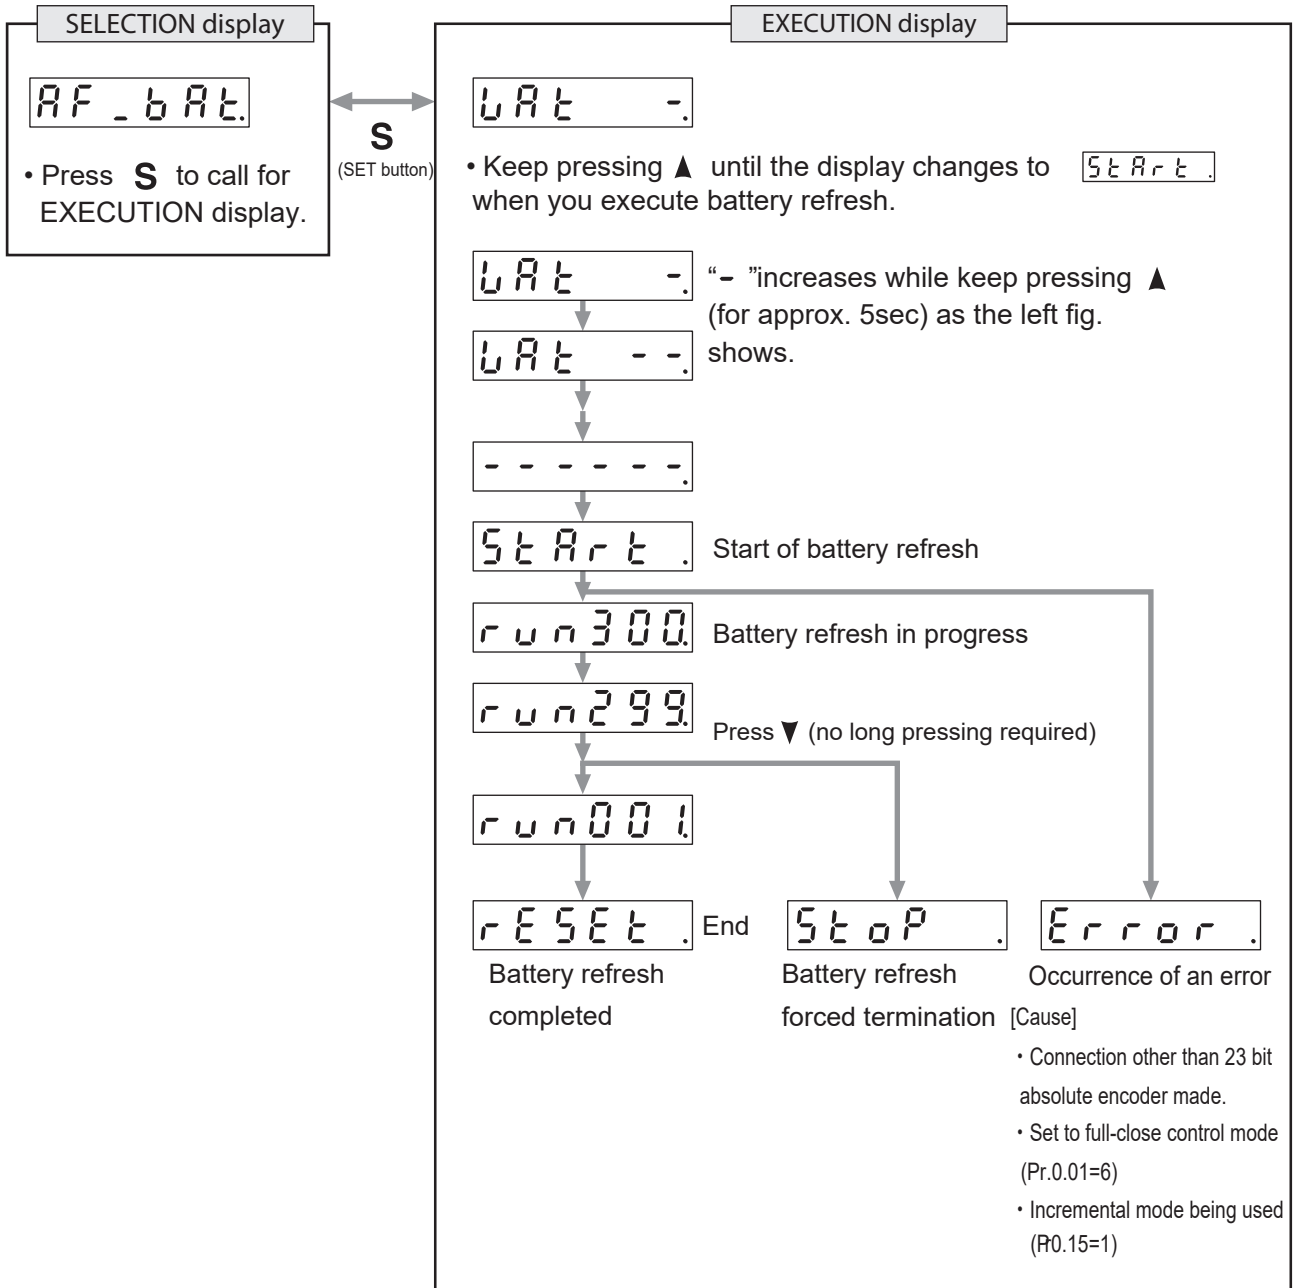 SELECTION display
EXECUTION display
AF_bAt.
• Press S to call for
EXECUTION display.
S
(SET button)
bAt -.
• Keep pressing ▲ until the display changes to StArt .
when you execute battery refresh.
bAt -.
“- ”increases while keep pressing ▲
(for approx. 5sec) as the left fig.
shows.
bAt --.
------.
StArt .
Start of battery refresh
run300.
Battery refresh in progress
run299.
Press ▼ (no long pressing required)
run001.
rESEt .
End
Battery refresh
completed
StoP .
Battery refresh
forced termination
Error .
Occurrence of an error
[Cause]
・Connection other than 23 bit
absolute encoder made.
・Set to full-close control mode
(Pr.0.01=6)
・Incremental mode being used
(Pr0.15=1)